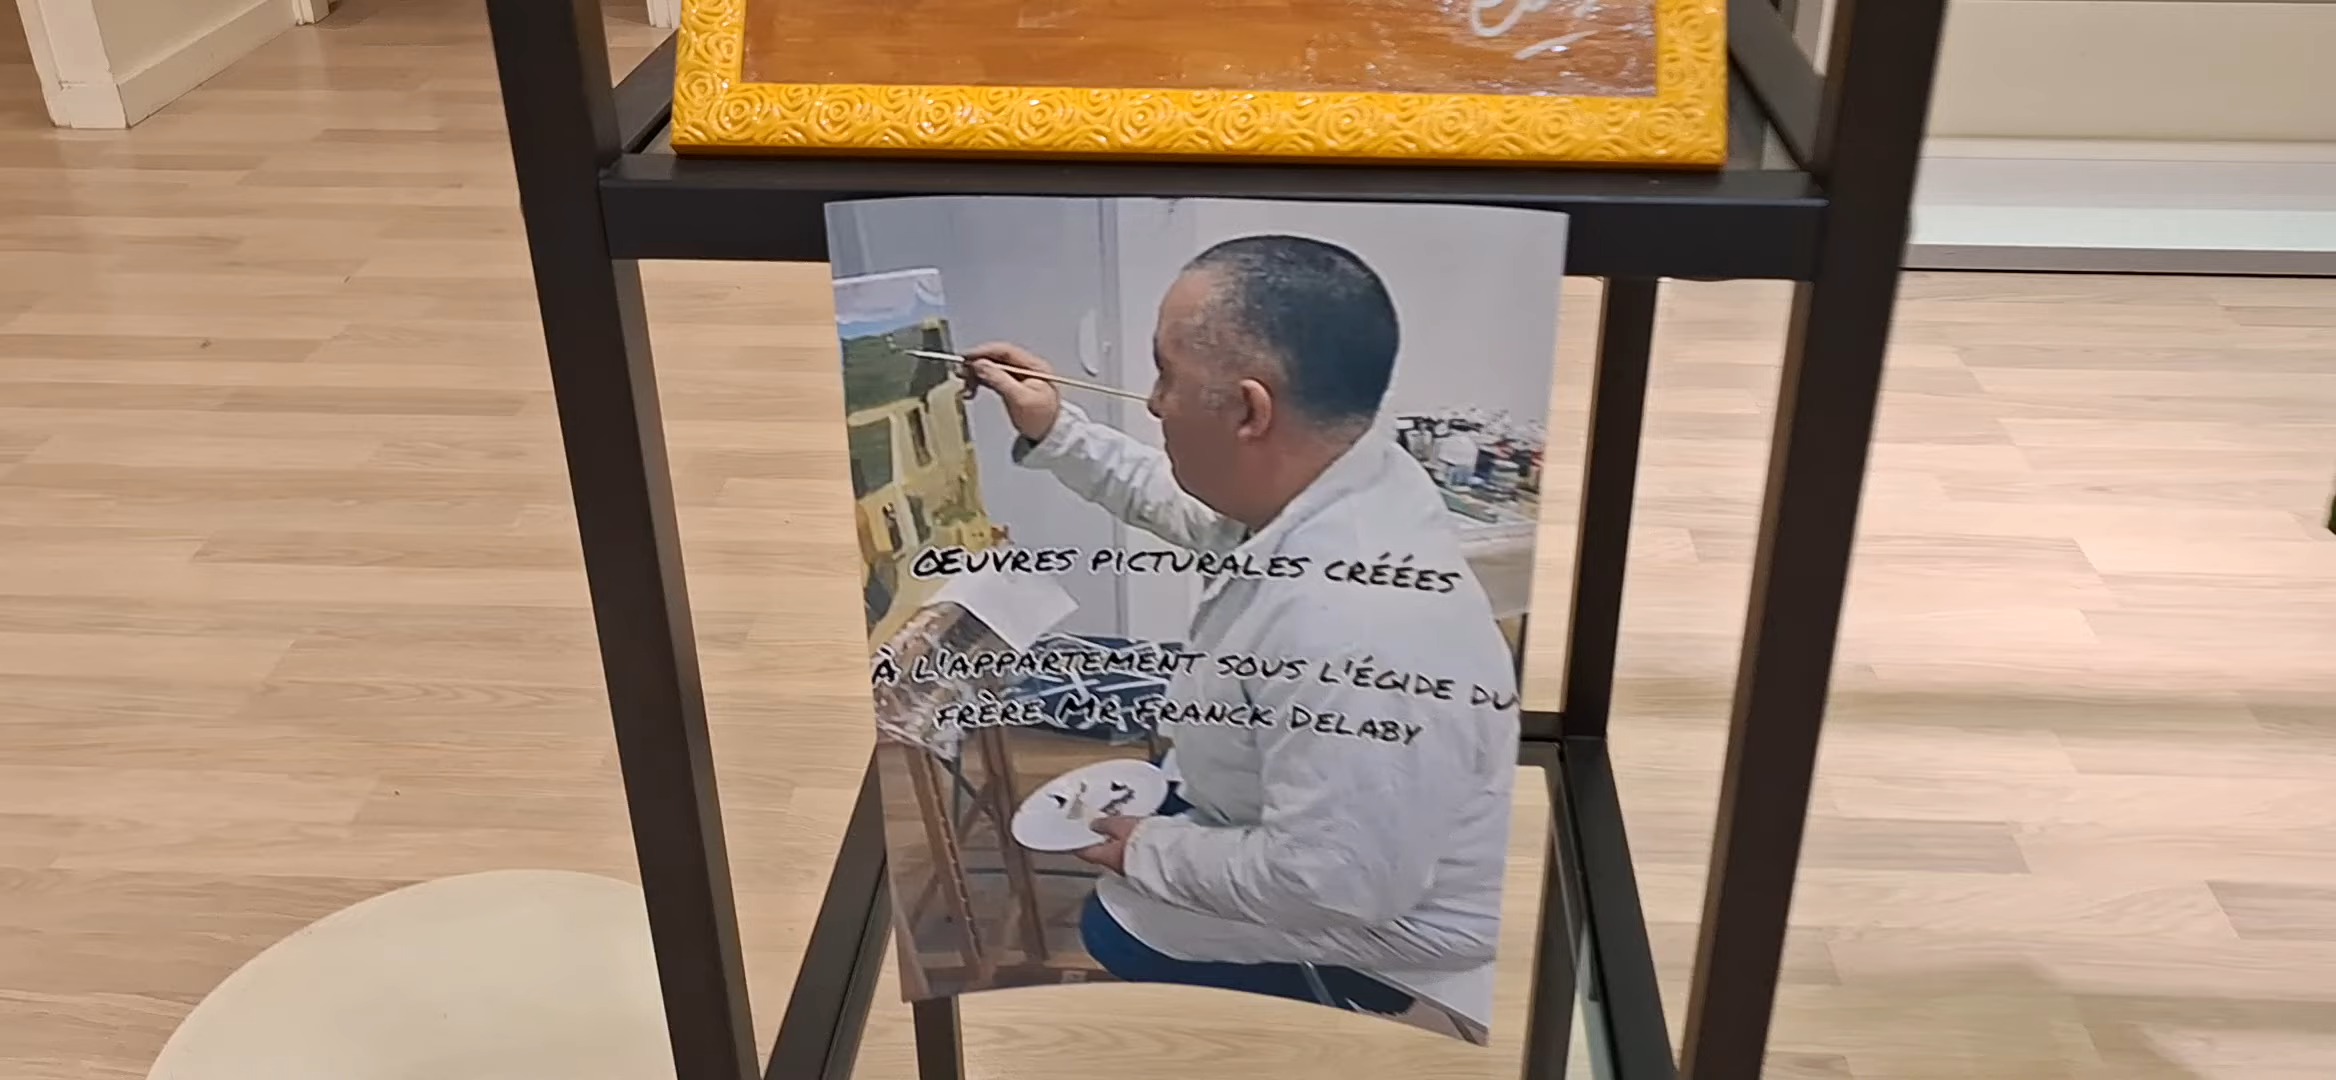 ŒUVRES PICTURALES CRÉÉES
À L'APPARTEMENT SOUS L'ÉGIDE DU
FRÈRE MR FRANCK DELABY